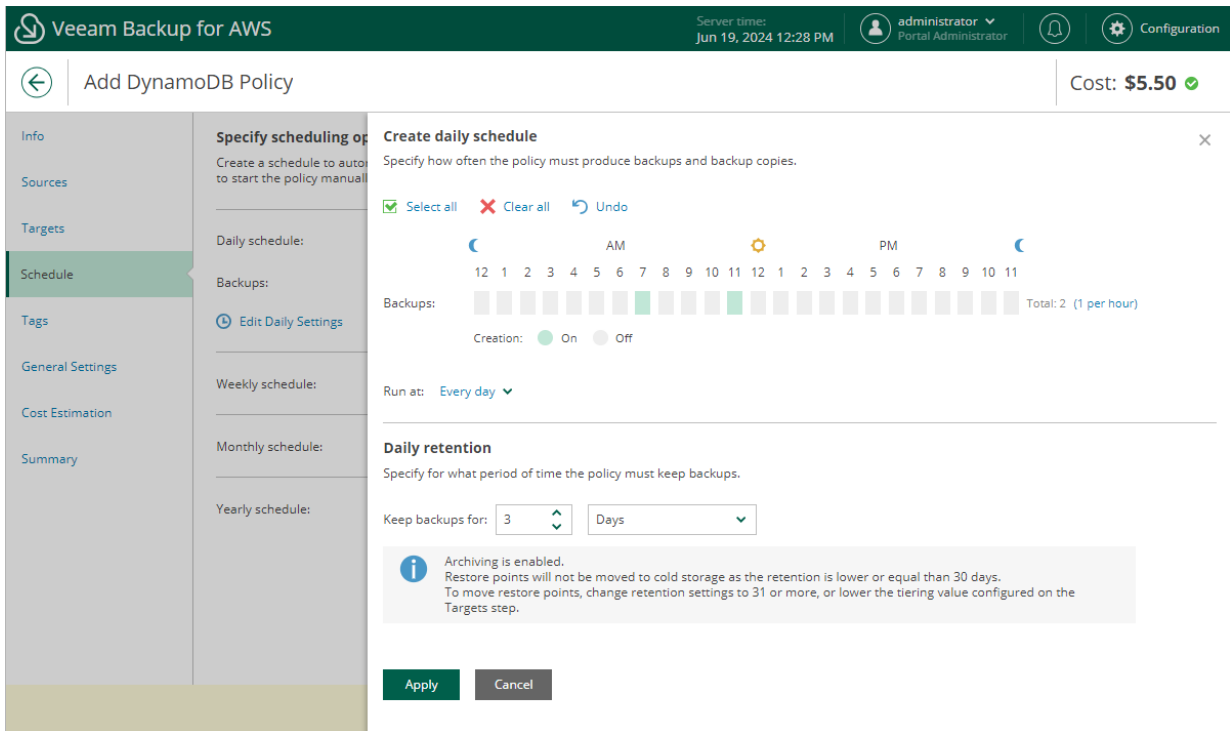 Veeam Backup for AWS
Server time:
Jun 19, 2024 12:28 PM
administrator
Portal Administrator
Configuration
Add DynamoDB Policy
Cost: $5.50
Info
Sources
Targets
Schedule
Tags
General Settings
Cost Estimation
Summary
Specify scheduling op
Create a schedule to auto
to start the policy manuall
Daily schedule:
Backups:
Edit Daily Settings
Weekly schedule:
Monthly schedule:
Yearly schedule:
Create daily schedule
Specify how often the policy must produce backups and backup copies.
Select all Clear all Undo
AM PM
12 1 2 3 4 5 6 7 8 9 10 11 12 1 2 3 4 5 6 7 8 9 10 11
Backups: Total: 2 (1 per hour)
Creation: On Off
Run at: Every day
Daily retention
Specify for what period of time the policy must keep backups.
Keep backups for: 3 Days
Archiving is enabled.
Restore points will not be moved to cold storage as the retention is lower or equal than 30 days.
To move restore points, change retention settings to 31 or more, or lower the tiering value configured on the
Targets step.
Apply Cancel